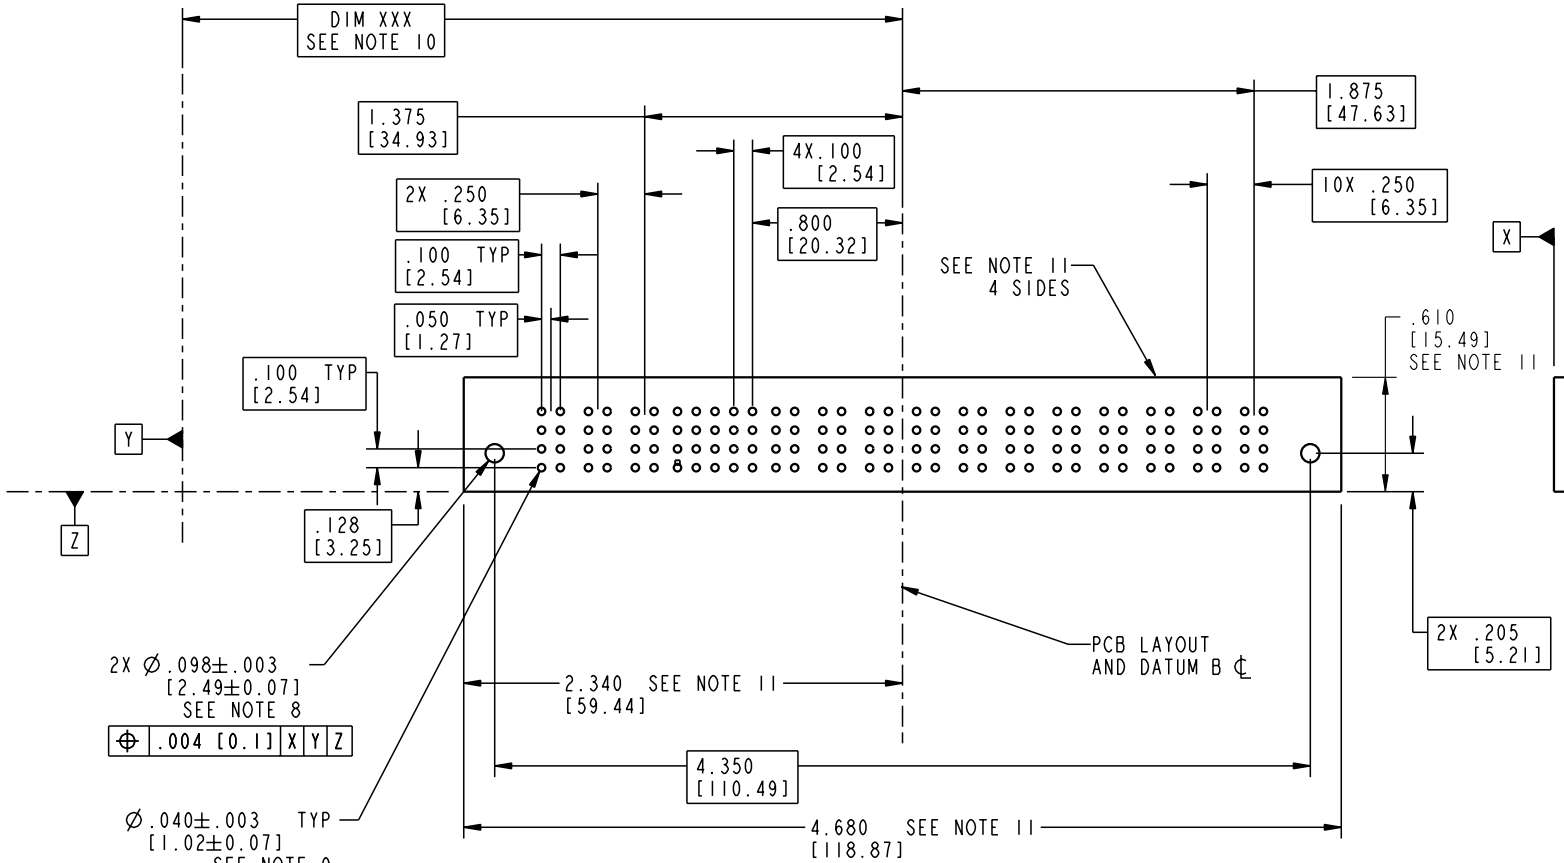 DIM XXX
SEE NOTE 10
1.875
[47.63]
1.375
[34.93]
4X .100
[2.54]
2X .250
[6.35]
10X .250
[6.35]
.800
[20.32]
X
.100 TYP
[2.54]
SEE NOTE 11
4 SIDES
.050 TYP
[1.27]
.610
[15.49]
SEE NOTE 11
.100 TYP
[2.54]
Y
Z
.128
[3.25]
2X .205
[5.21]
PCB LAYOUT
AND DATUM B ℄
2X Ø .098±.003
[2.49±0.07]
SEE NOTE 8
⌖ .004 [0.1] X Y Z
2.340 SEE NOTE 11
[59.44]
4.350
[110.49]
Ø .040±.003 TYP
[1.02±0.07]
4.680 SEE NOTE 11
[118.87]
SEE NOTE